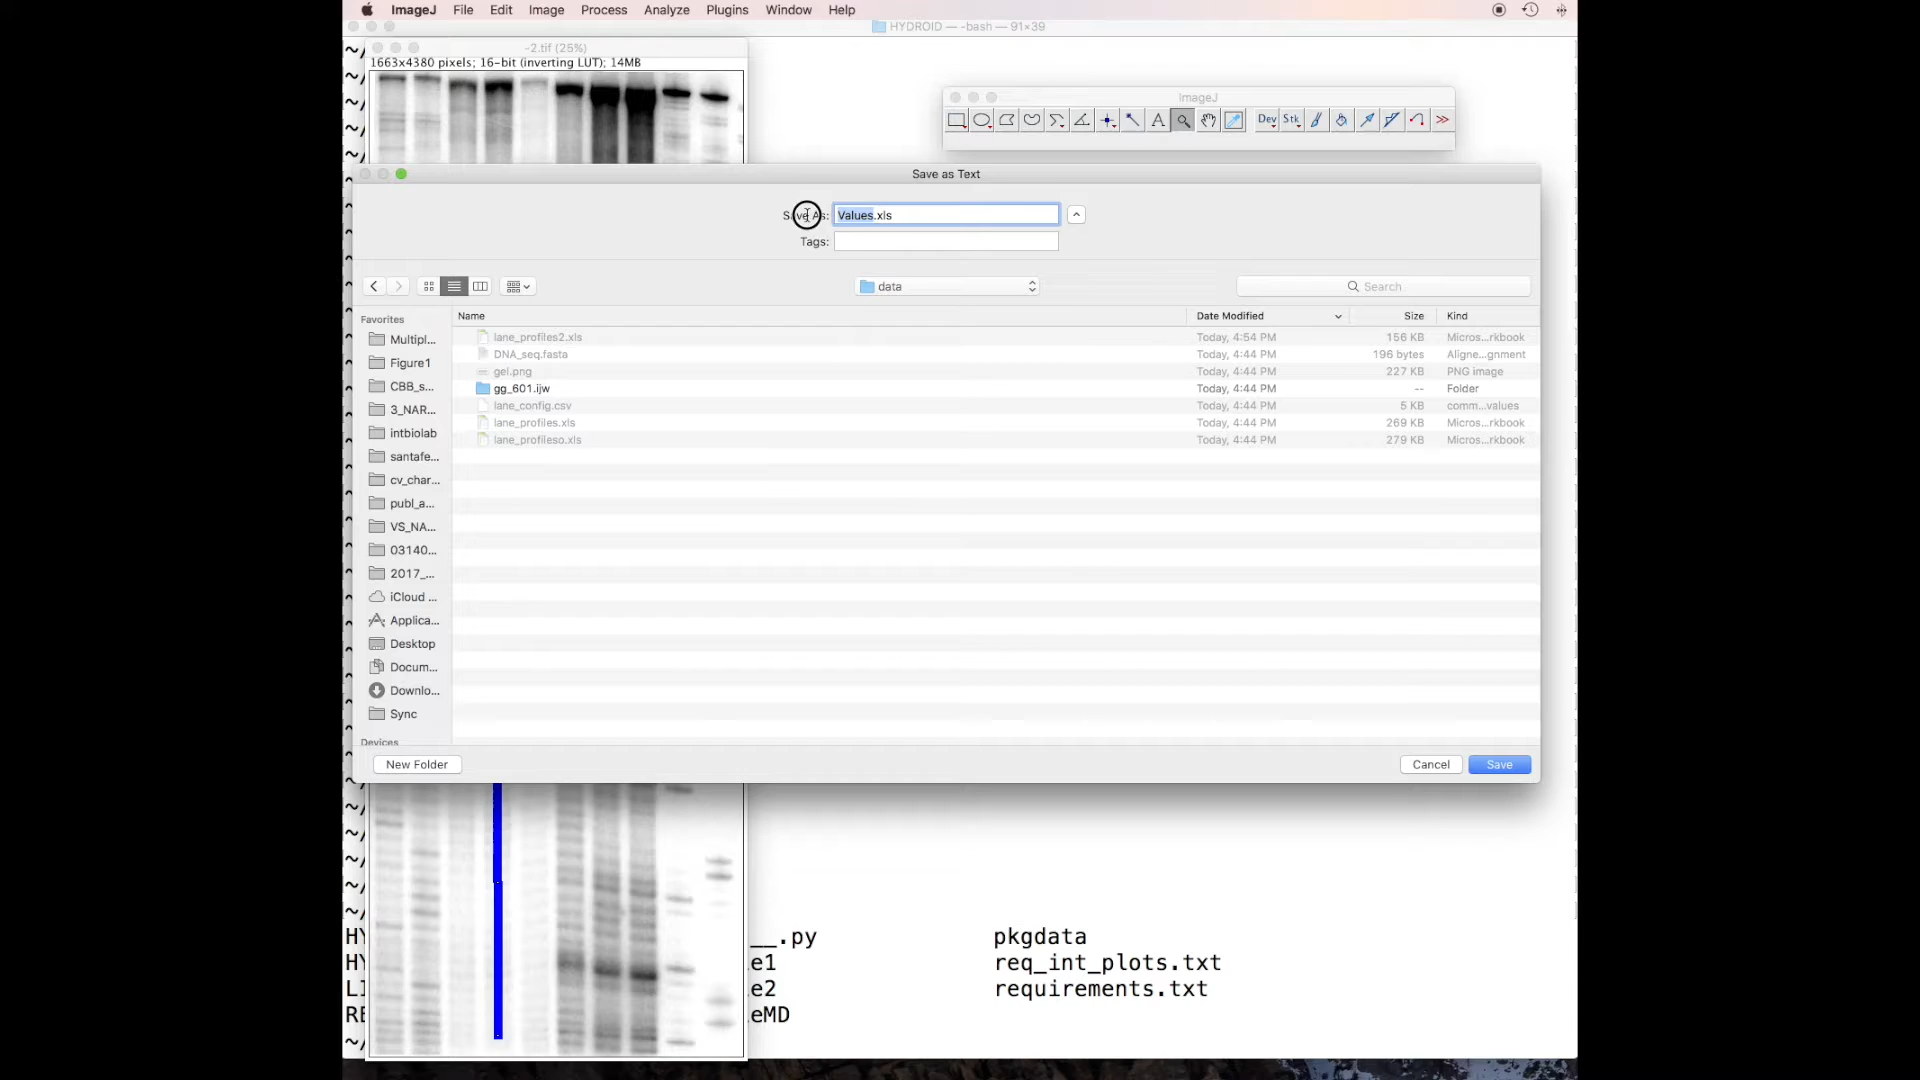 ImageJ File Edit Image Process Analyze Plugins Window Help
HYDROID — -bash — 91×39
-2.tif (25%)
1663x4380 pixels; 16-bit (inverting LUT); 14MB
ImageJ
Dev Stk
Save as Text
Save As: Values.xls
Tags:
data
Search
Favorites
Multipl...
Figure1
CBB_s...
3_NAR...
intbiolab
santafe...
cv_char...
publ_a...
VS_NA...
03140...
2017_...
iCloud ...
Applica...
Desktop
Docum...
Downlo...
Sync
Devices
Name Date Modified Size Kind
lane_profiles2.xls Today, 4:54 PM 156 KB Micros...rkbook
DNA_seq.fasta Today, 4:44 PM 196 bytes Aligne...gnment
gel.png Today, 4:44 PM 227 KB PNG image
gg_601.ijw Today, 4:44 PM -- Folder
lane_config.csv Today, 4:44 PM 5 KB comm...values
lane_profiles.xls Today, 4:44 PM 269 KB Micros...rkbook
lane_profileso.xls Today, 4:44 PM 279 KB Micros...rkbook
New Folder Cancel Save
HY __.py pkgdata
HY e1 req_int_plots.txt
LI e2 requirements.txt
RE eMD
~/